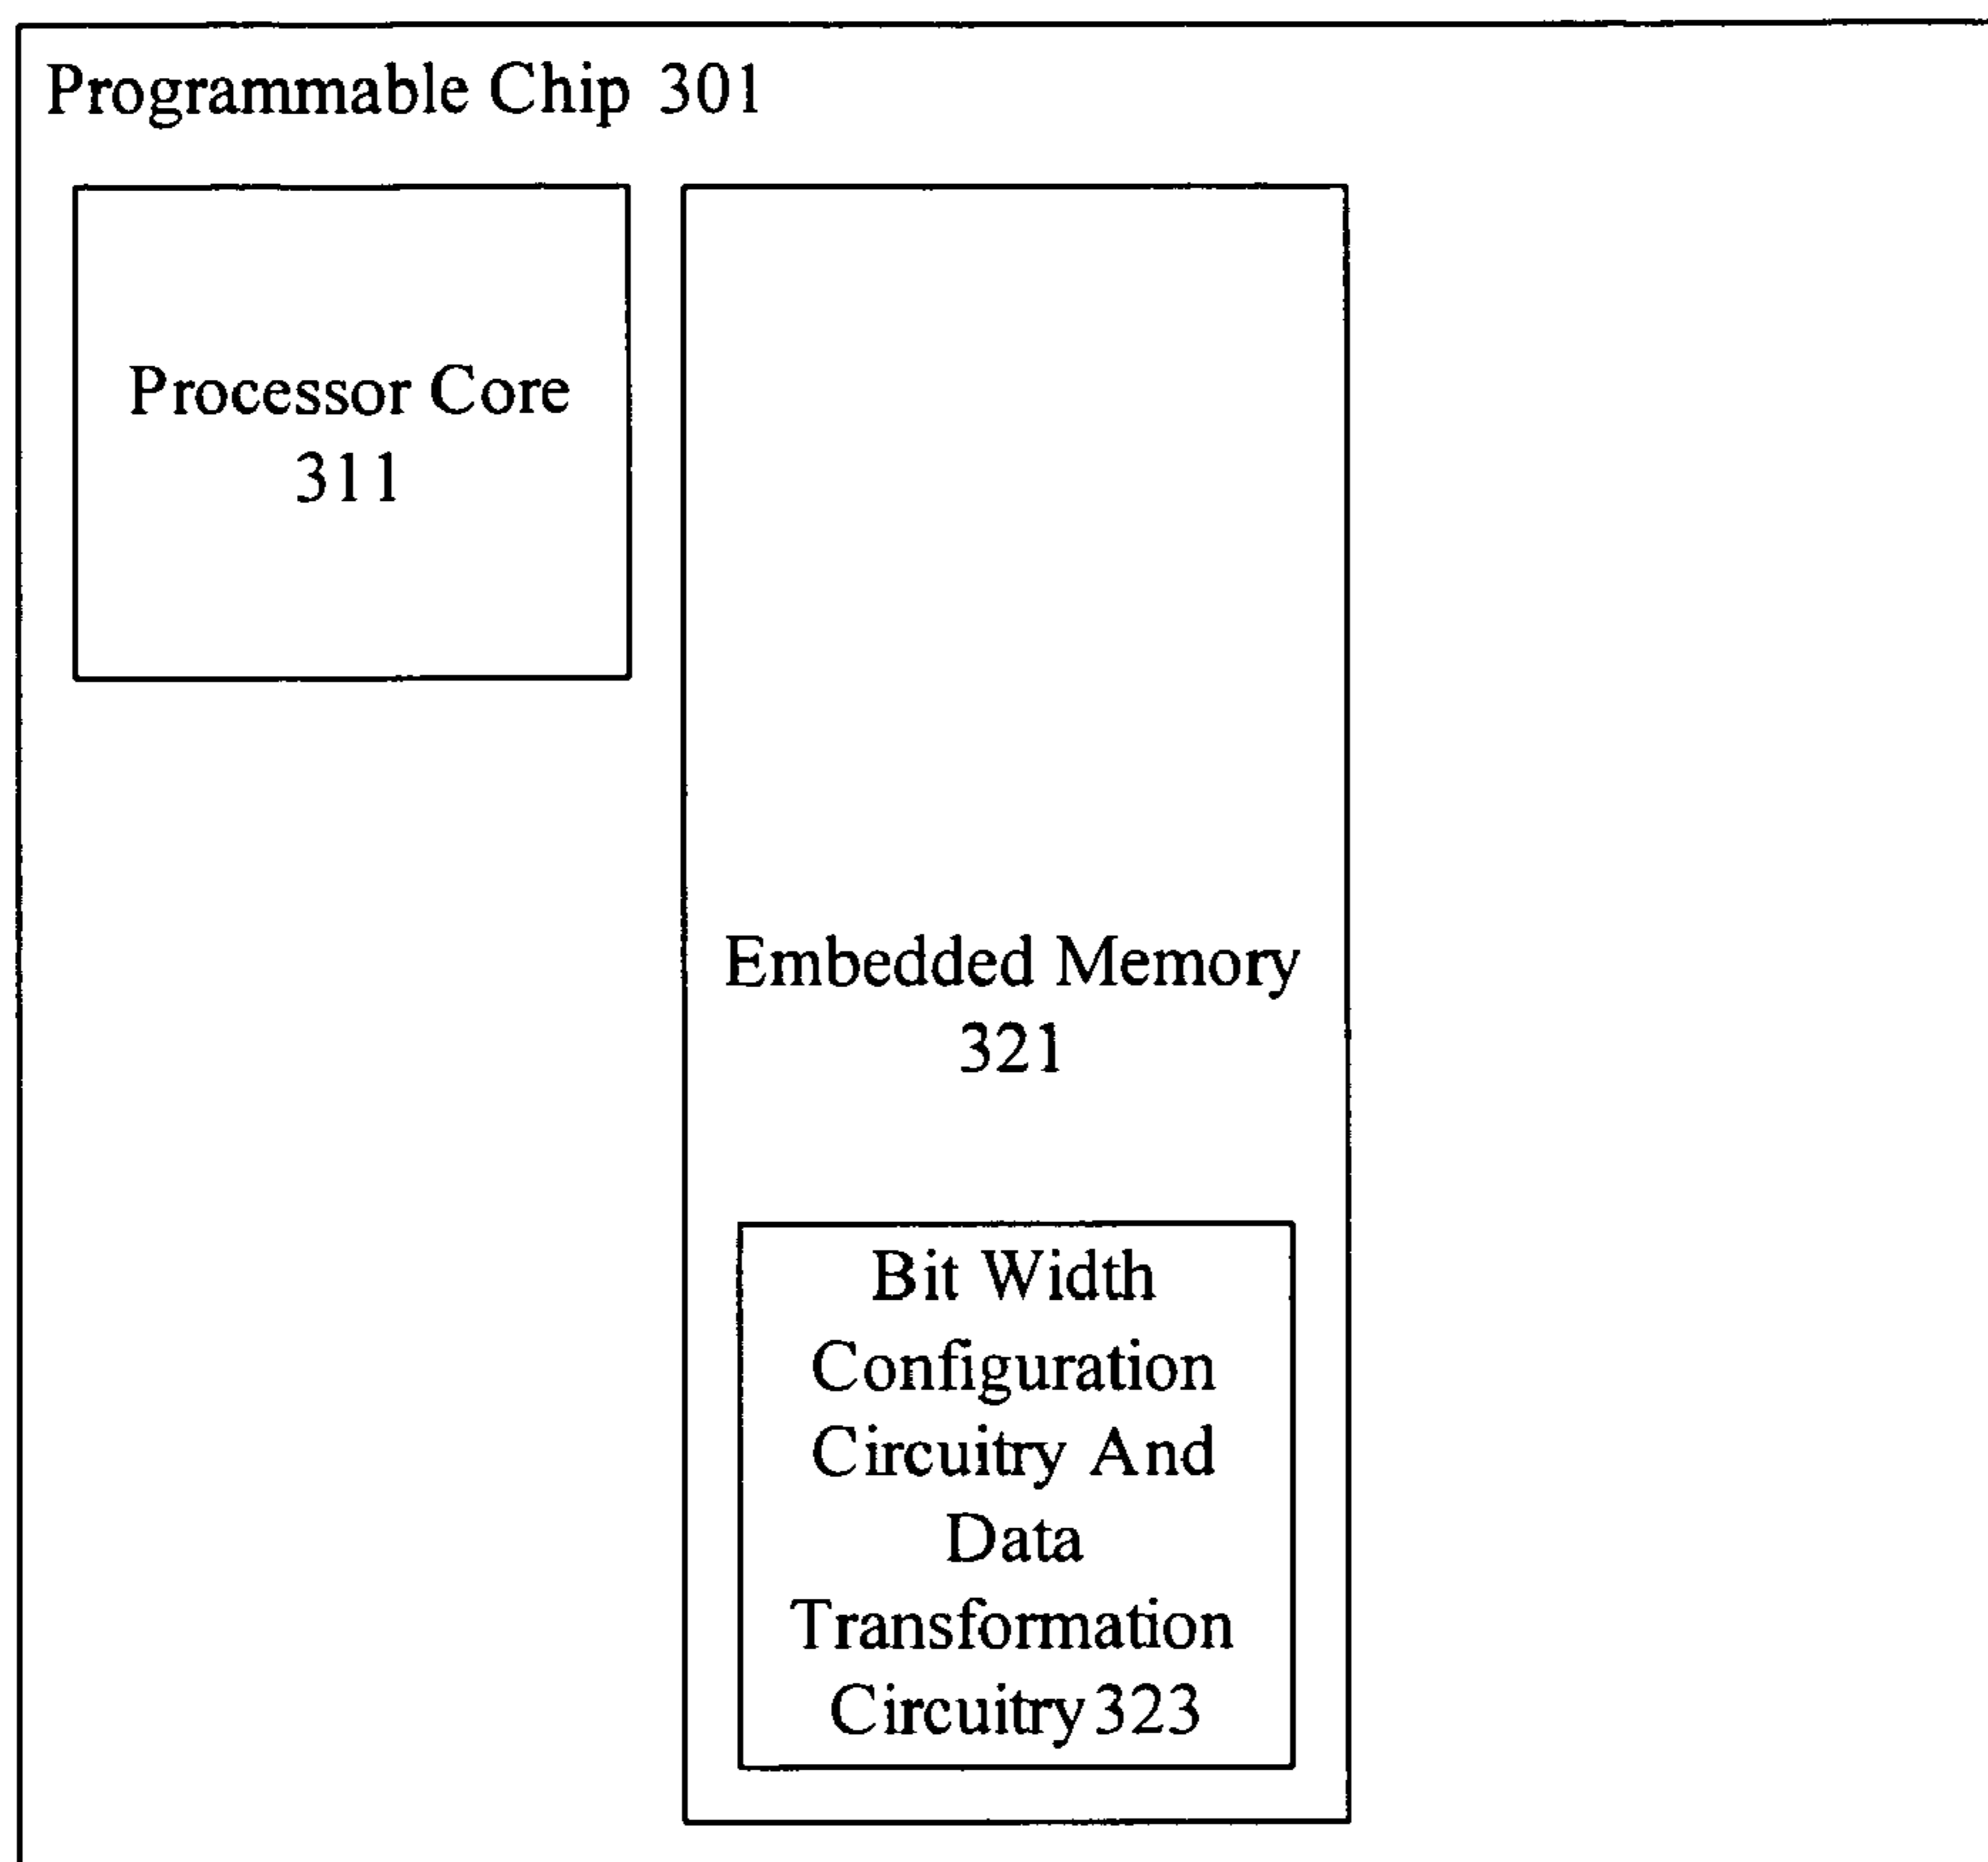 Programmable Chip 301
Processor Core
311
Embedded Memory
321
Bit Width
Configuration
Circuitry And
Data
Transformation
Circuitry 323